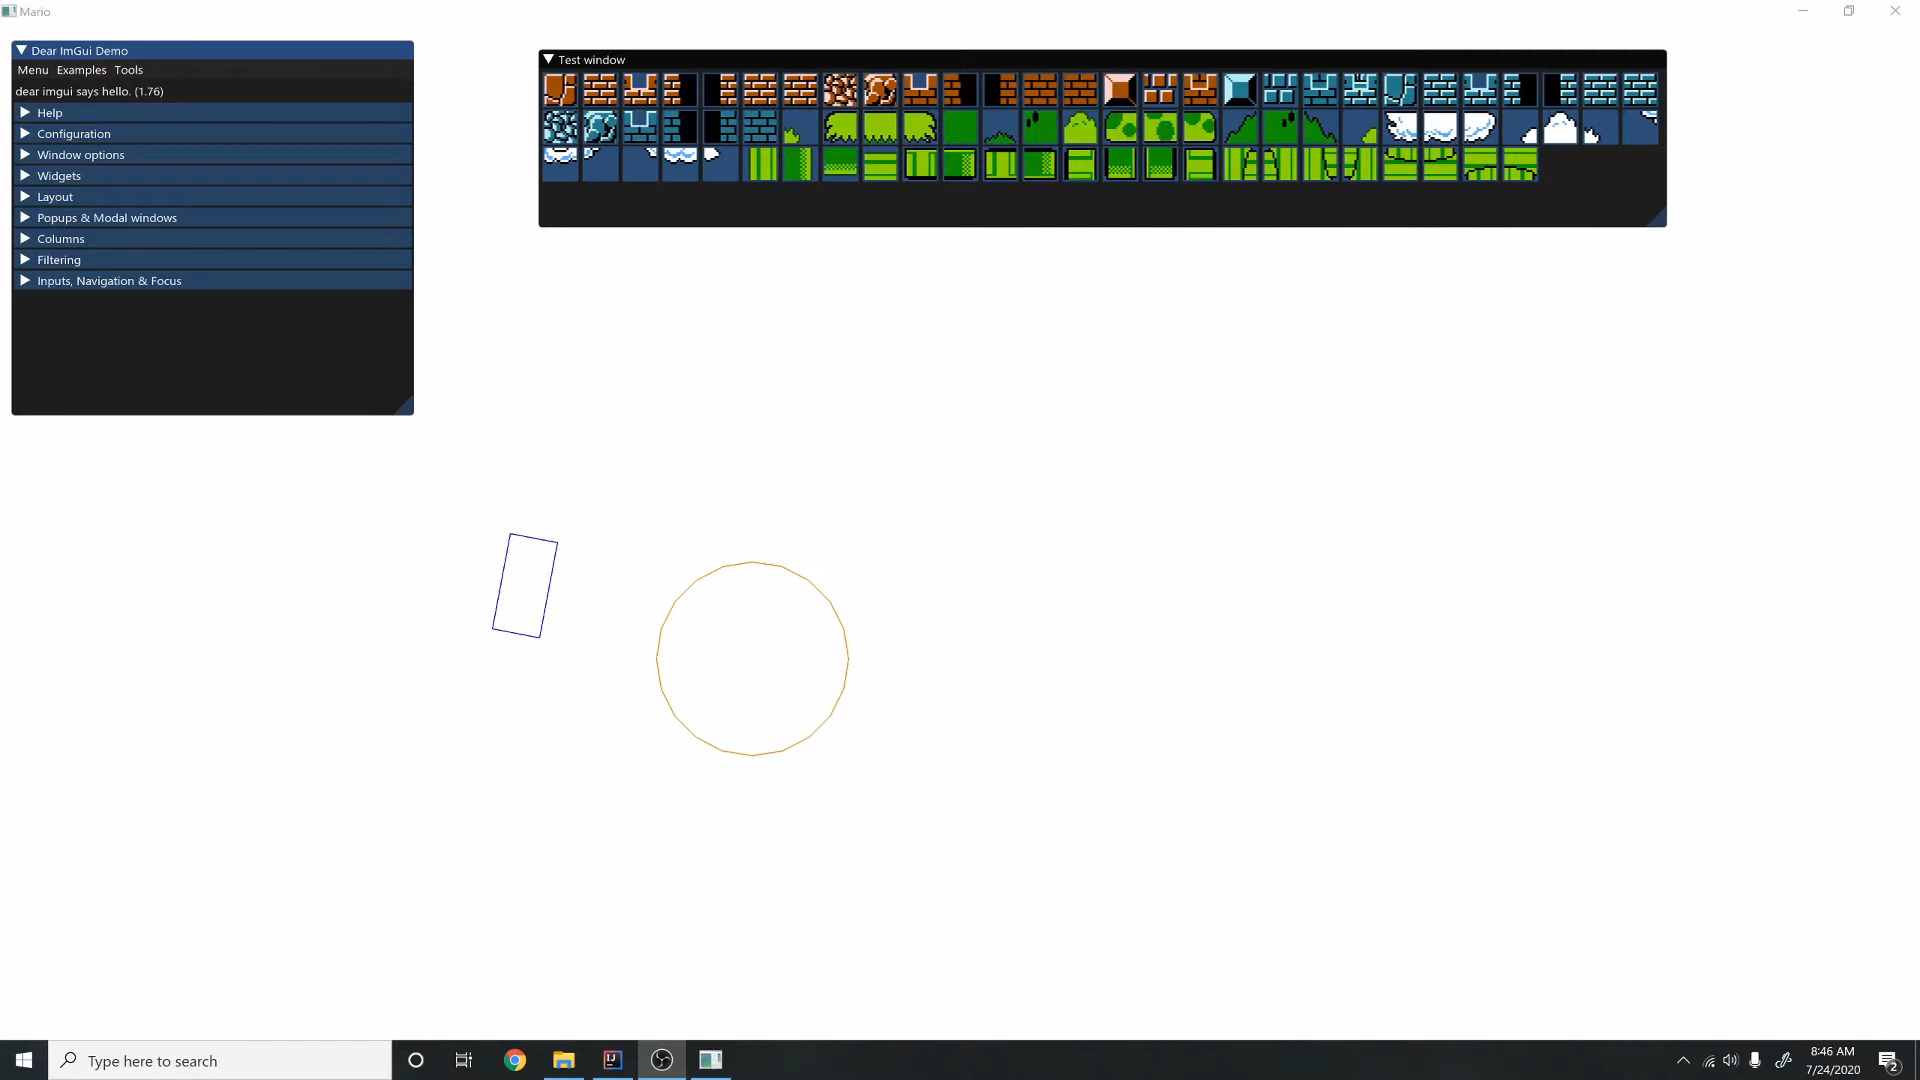 Mario
Dear ImGui Demo
Menu Examples Tools
dear imgui says hello. (1.76)
Help
Configuration
Window options
Widgets
Layout
Popups & Modal windows
Columns
Filtering
Inputs, Navigation & Focus
Test window
Type here to search
IJ
8:46 AM
7/24/2020
2